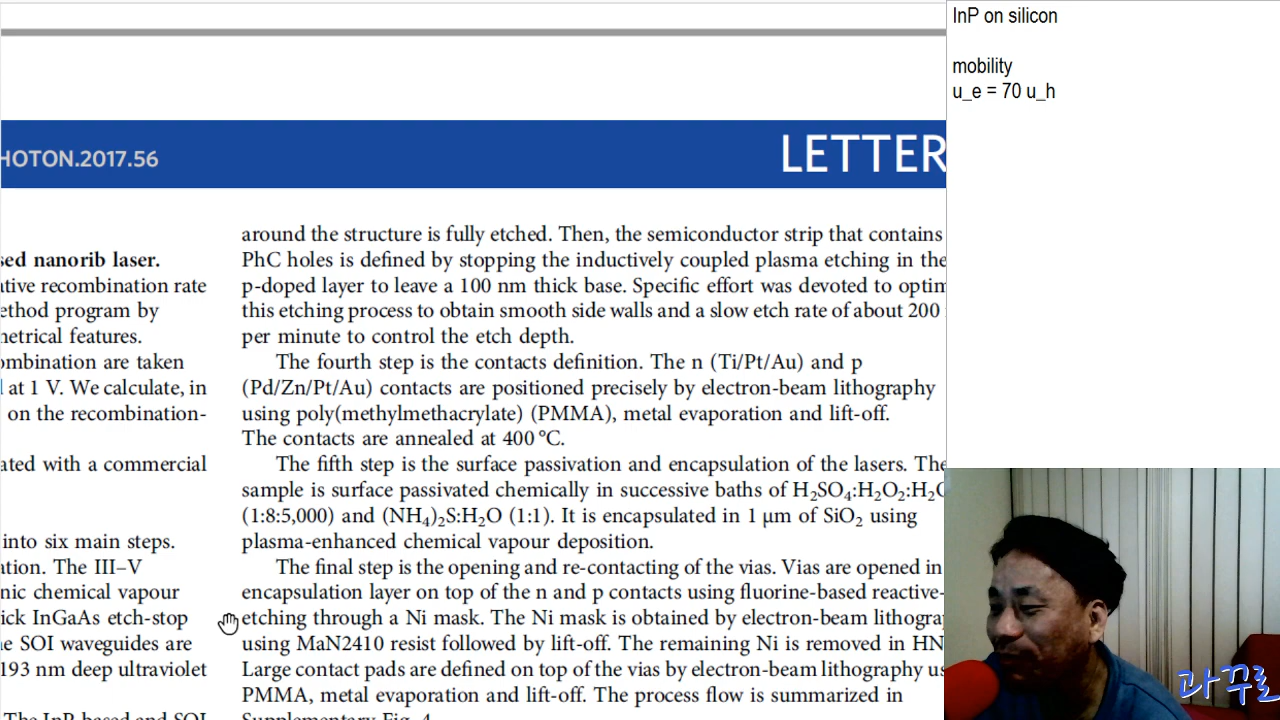 HOTON.2017.56
LETTER
sed nanorib laser.
ative recombination rate
ethod program by
metrical features.
ombination are taken
at 1 V. We calculate, in
on the recombination-
ated with a commercial
into six main steps.
ation. The III–V
nic chemical vapour
ick InGaAs etch-stop
e SOI waveguides are
193 nm deep ultraviolet
The InP-based and SOI
around the structure is fully etched. Then, the semiconductor strip that contains
PhC holes is defined by stopping the inductively coupled plasma etching in the
p-doped layer to leave a 100 nm thick base. Specific effort was devoted to optim
this etching process to obtain smooth side walls and a slow etch rate of about 200
per minute to control the etch depth.
The fourth step is the contacts definition. The n (Ti/Pt/Au) and p
(Pd/Zn/Pt/Au) contacts are positioned precisely by electron-beam lithography
using poly(methylmethacrylate) (PMMA), metal evaporation and lift-off.
The contacts are annealed at 400 °C.
The fifth step is the surface passivation and encapsulation of the lasers. The
sample is surface passivated chemically in successive baths of H₂SO₄:H₂O₂:H₂O
(1:8:5,000) and (NH₄)₂S:H₂O (1:1). It is encapsulated in 1 µm of SiO₂ using
plasma-enhanced chemical vapour deposition.
The final step is the opening and re-contacting of the vias. Vias are opened in
encapsulation layer on top of the n and p contacts using fluorine-based reactive-
etching through a Ni mask. The Ni mask is obtained by electron-beam lithogra
using MaN2410 resist followed by lift-off. The remaining Ni is removed in HN
Large contact pads are defined on top of the vias by electron-beam lithography us
PMMA, metal evaporation and lift-off. The process flow is summarized in
Supplementary Fig. 4.
InP on silicon
mobility
u_e = 70 u_h
과꾸로